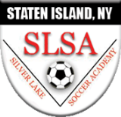 STATEN ISLAND, NY
SLSA
SILVER LAKE
SOCCER ACADEMY